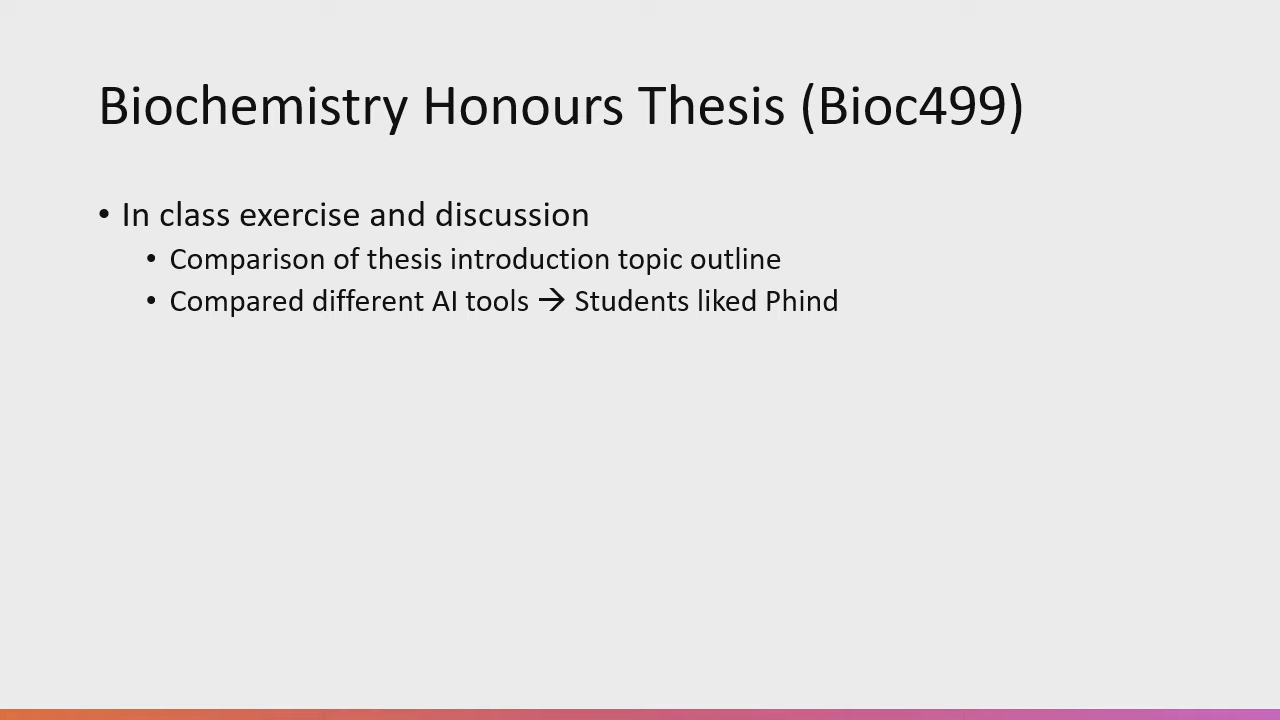 Biochemistry Honours Thesis (Bioc499)
• In class exercise and discussion
• Comparison of thesis introduction topic outline
• Compared different AI tools → Students liked Phind